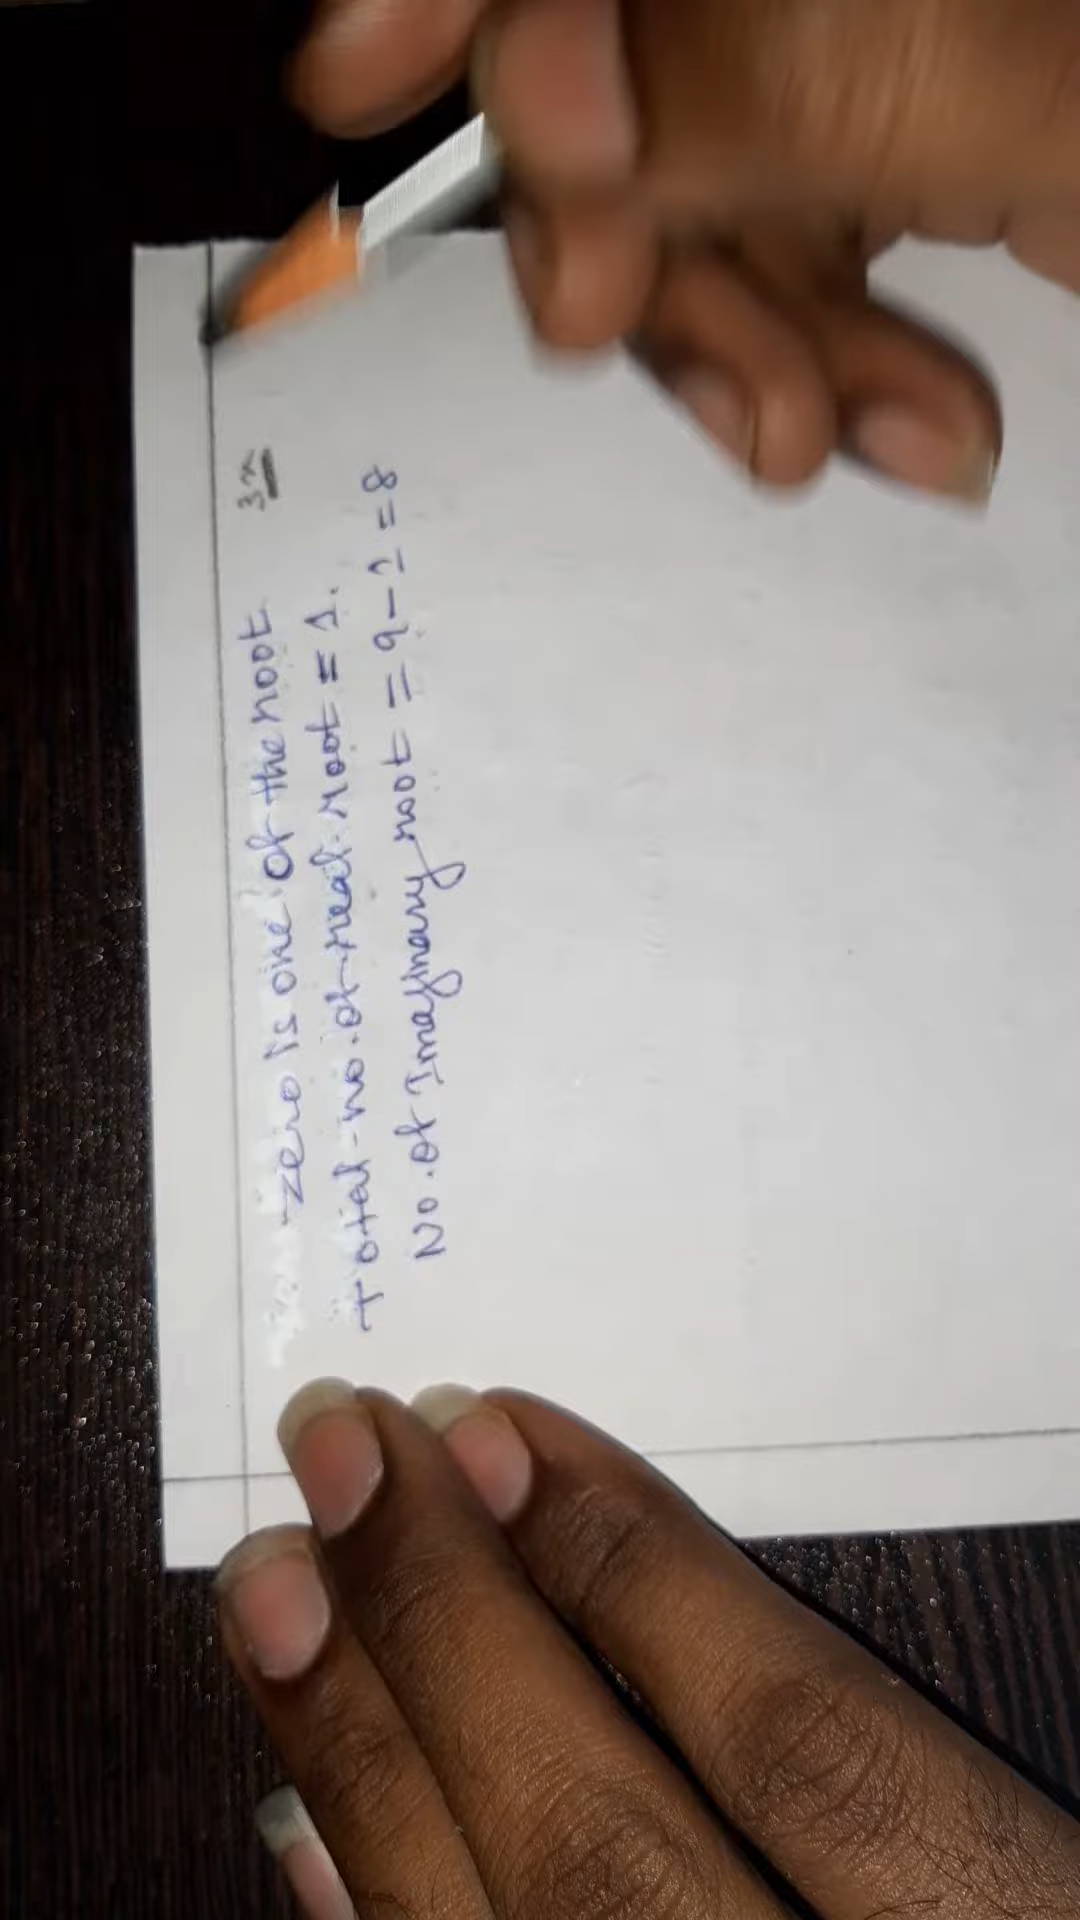 zero is one of the root 3x
Total no. of real root = 1.
No. of Imaginary root = 9-1=8